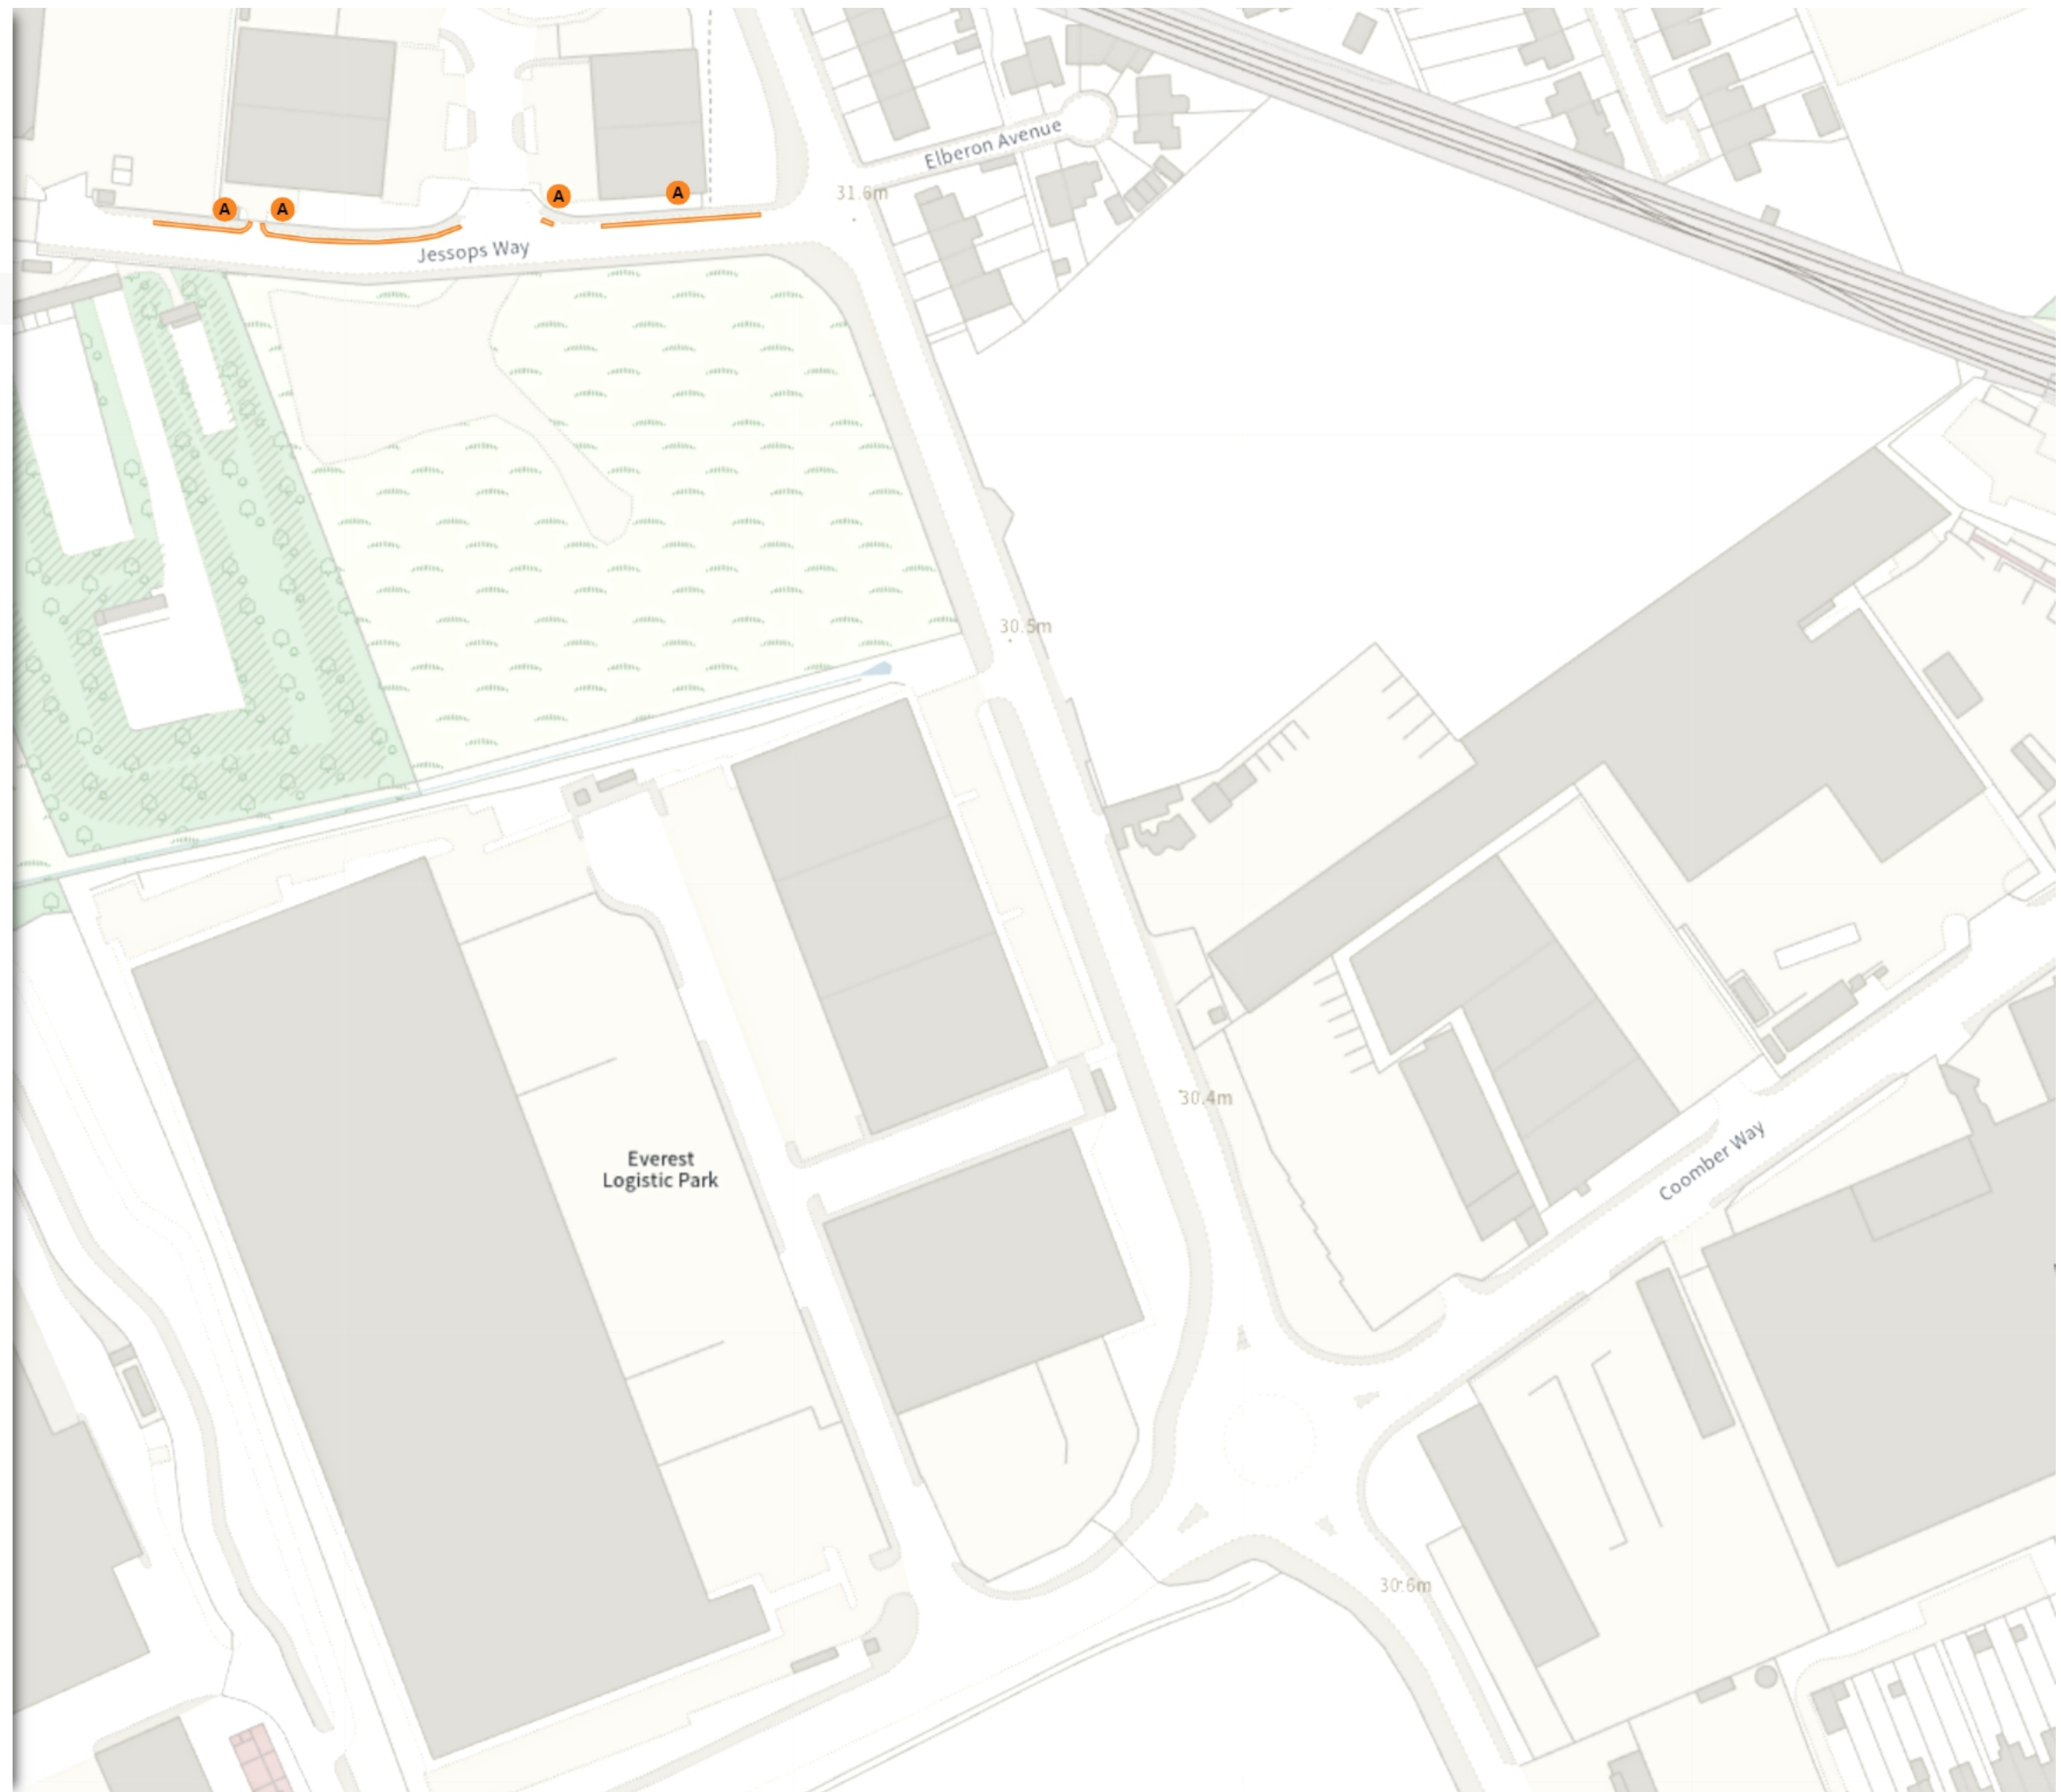 Elberon Avenue
31.6m
A
A
A
A
Jessops Way
30.5m
30.4m
Coomber Way
Everest
Logistic Park
30.6m